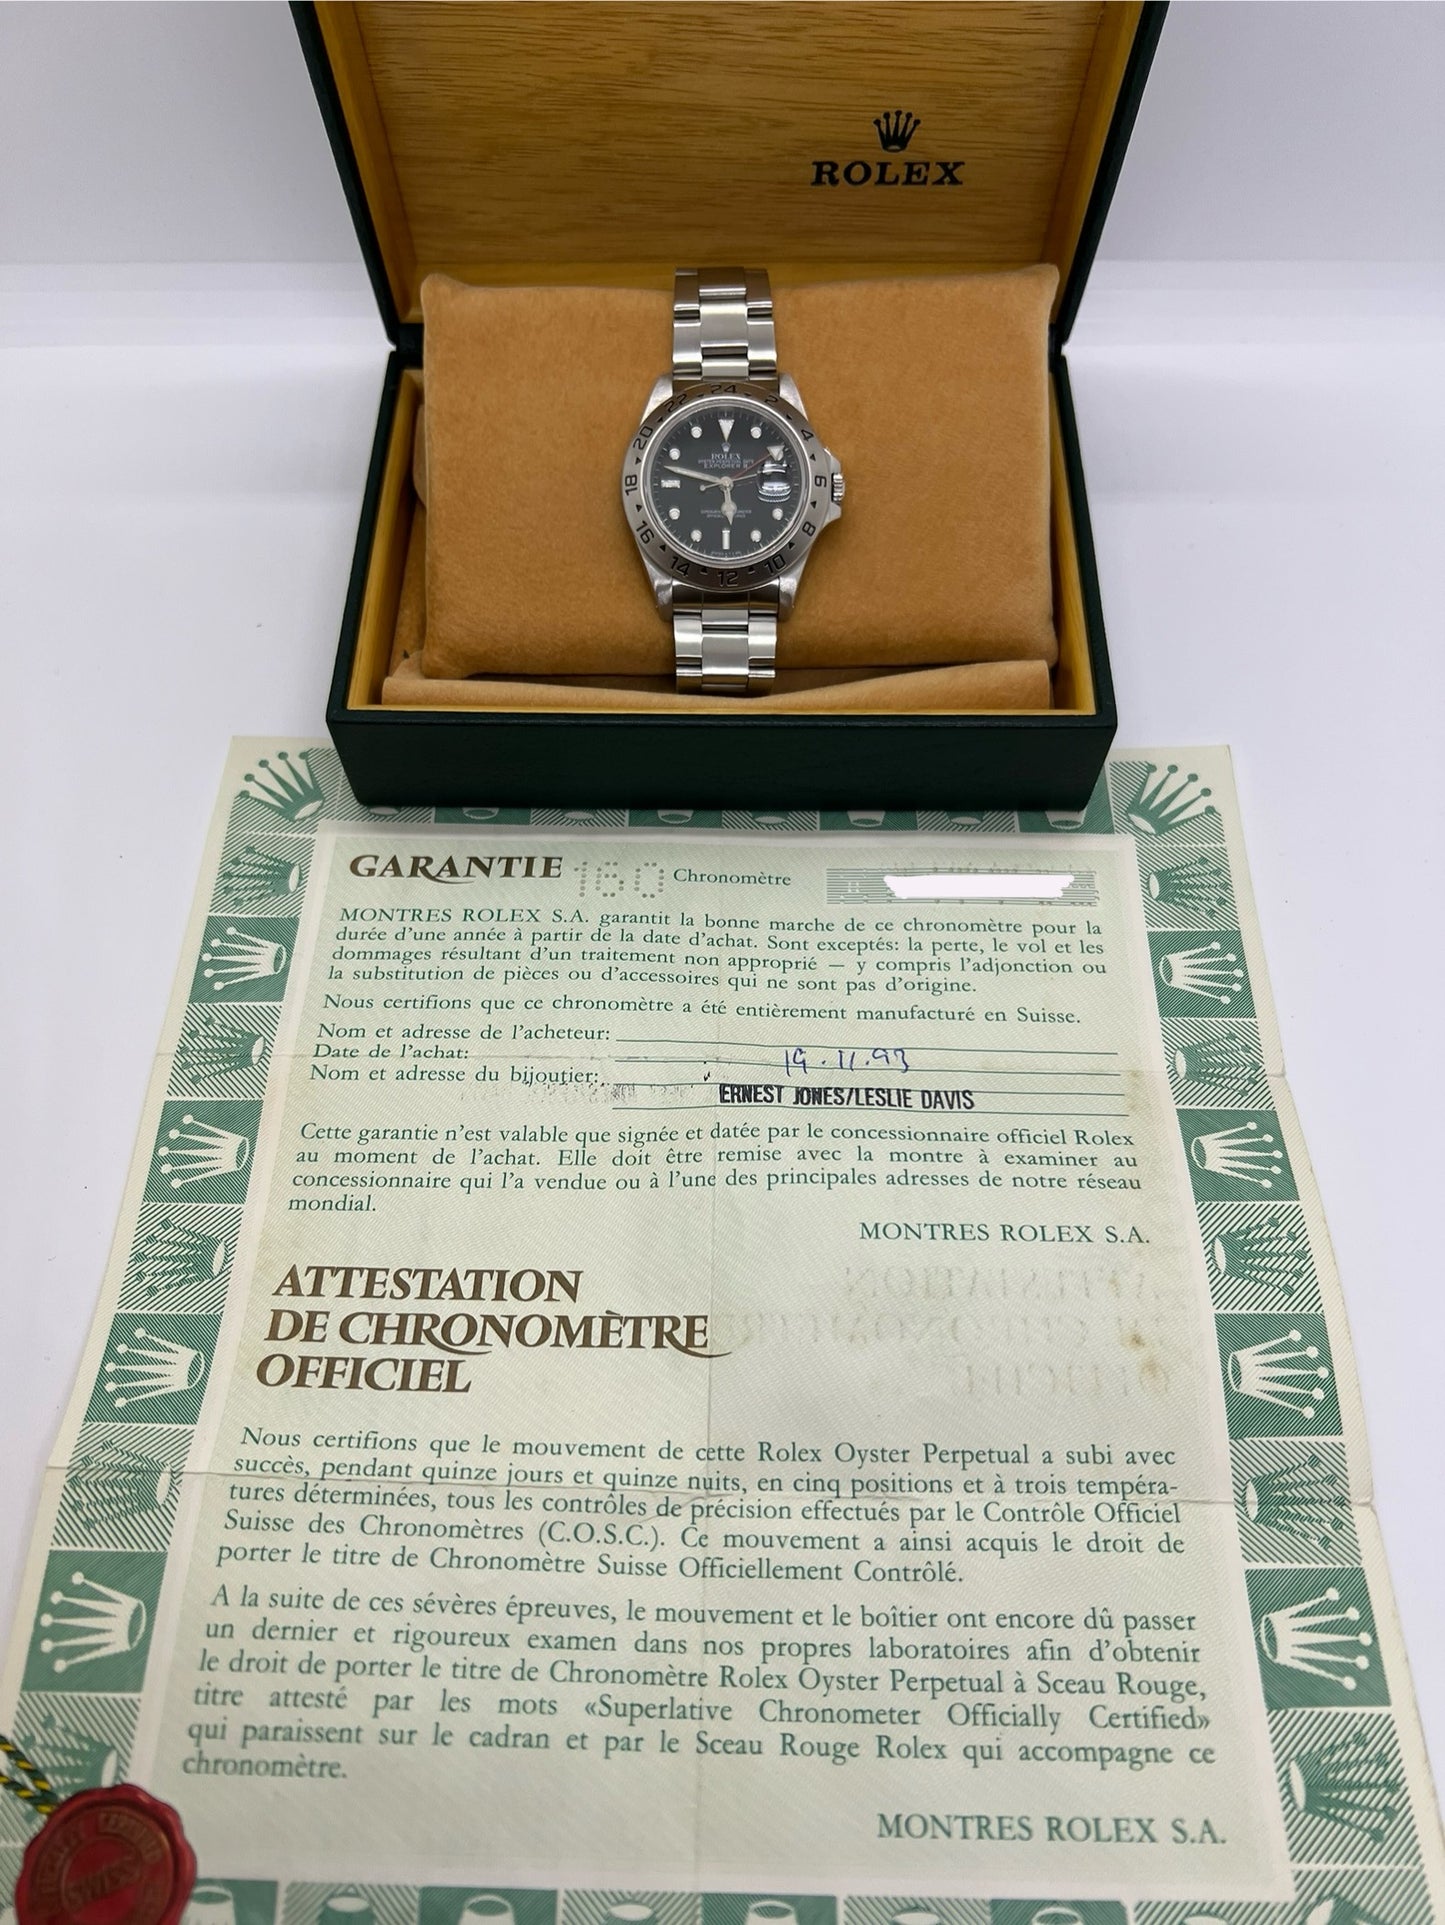 ROLEX
24
2
4
6
8
10
12
14
16
18
20
22
ROLEX
OYSTER PERPETUAL DATE
EXPLORER II
GARANTIE 160 Chronomètre
MONTRES ROLEX S.A. garantit la bonne marche de ce chronomètre pour la
durée d'une année à partir de la date d'achat. Sont exceptés: la perte, le vol et les
dommages résultant d'un traitement non approprié — y compris l'adjonction ou
la substitution de pièces ou d'accessoires qui ne sont pas d'origine.
Nous certifions que ce chronomètre a été entièrement manufacturé en Suisse.
Nom et adresse de l'acheteur:
Date de l'achat: 19.11.93
Nom et adresse du bijoutier: ERNEST JONES/LESLIE DAVIS
Cette garantie n'est valable que signée et datée par le concessionnaire officiel Rolex
au moment de l'achat. Elle doit être remise avec la montre à examiner au
concessionnaire qui l'a vendue ou à l'une des principales adresses de notre réseau
mondial.
MONTRES ROLEX S.A.
ATTESTATION
DE CHRONOMÈTRE
OFFICIEL
Nous certifions que le mouvement de cette Rolex Oyster Perpetual a subi avec
succès, pendant quinze jours et quinze nuits, en cinq positions et à trois tempéra-
tures déterminées, tous les contrôles de précision effectués par le Contrôle Officiel
Suisse des Chronomètres (C.O.S.C.). Ce mouvement a ainsi acquis le droit de
porter le titre de Chronomètre Suisse Officiellement Contrôlé.
A la suite de ces sévères épreuves, le mouvement et le boîtier ont encore dû passer
un dernier et rigoureux examen dans nos propres laboratoires afin d'obtenir
le droit de porter le titre de Chronomètre Rolex Oyster Perpetual à Sceau Rouge,
titre attesté par les mots «Superlative Chronometer Officially Certified»
qui paraissent sur le cadran et par le Sceau Rouge Rolex qui accompagne ce
chronomètre.
MONTRES ROLEX S.A.
SWISS